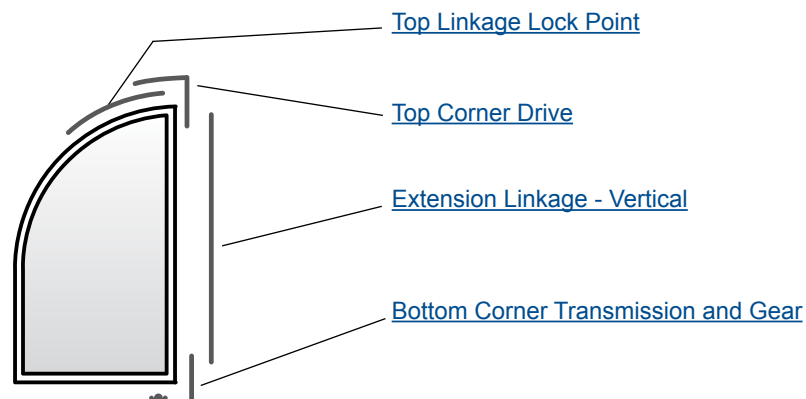 Top Linkage Lock Point
Top Corner Drive
Extension Linkage - Vertical
Bottom Corner Transmission and Gear